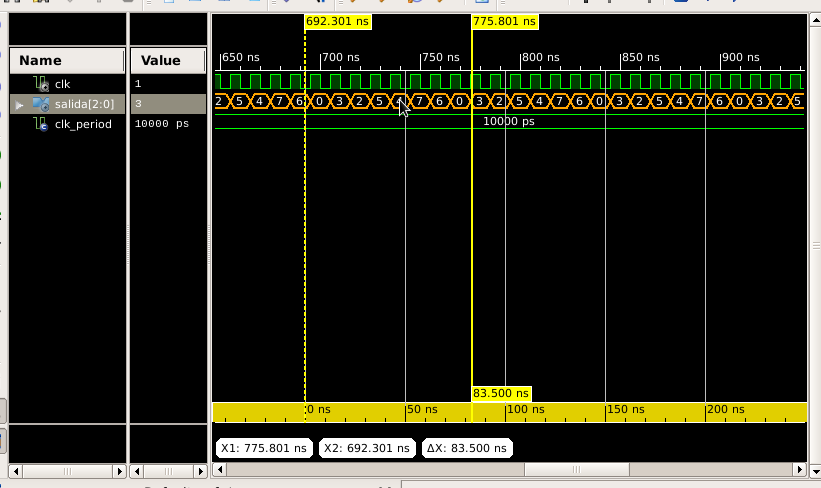 692.301 ns 775.801 ns
Name Value
650 ns 700 ns 750 ns 800 ns 850 ns 900 ns
clk 1
salida[2:0] 3 2 5 4 7 6 0 3 2 5 4 7 6 0 3 2 5 4 7 6 0 3 2 5 4 7 6 0 3 2 5
clk_period 10000 ps 10000 ps
83.500 ns
0 ns 50 ns 100 ns 150 ns 200 ns
X1: 775.801 ns X2: 692.301 ns ΔX: 83.500 ns